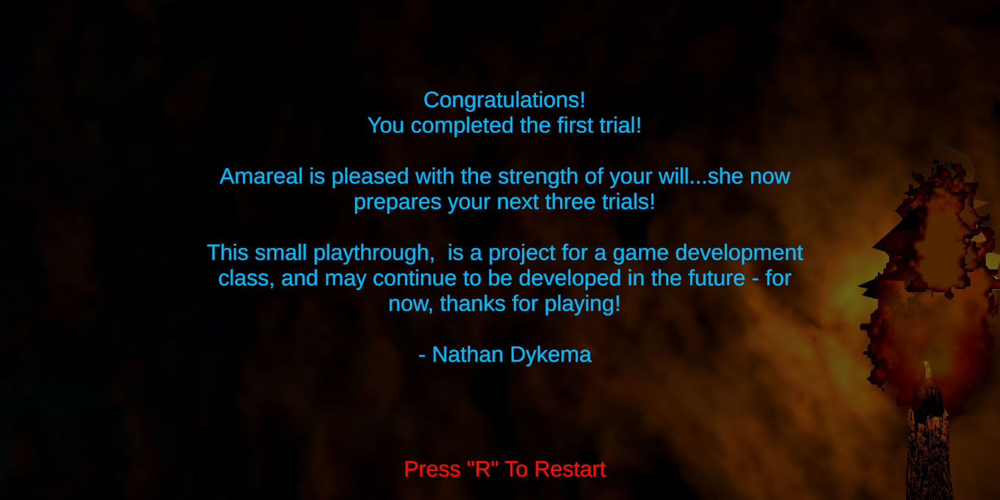 Congratulations!
You completed the first trial!
Amareal is pleased with the strength of your will...she now
prepares your next three trials!
This small playthrough,  is a project for a game development
class, and may continue to be developed in the future - for
now, thanks for playing!
- Nathan Dykema
Press "R" To Restart